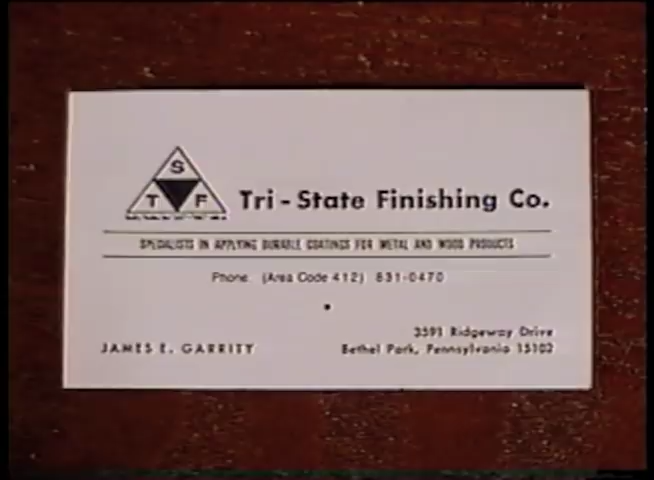 S
T F
Tri-State Finishing Co.
SPECIALISTS IN APPLYING DURABLE COATINGS FOR METAL AND WOOD PRODUCTS
Phone: (Area Code 412) 831-0470
JAMES E. GARRITY
3591 Ridgeway Drive
Bethel Park, Pennsylvania 15102